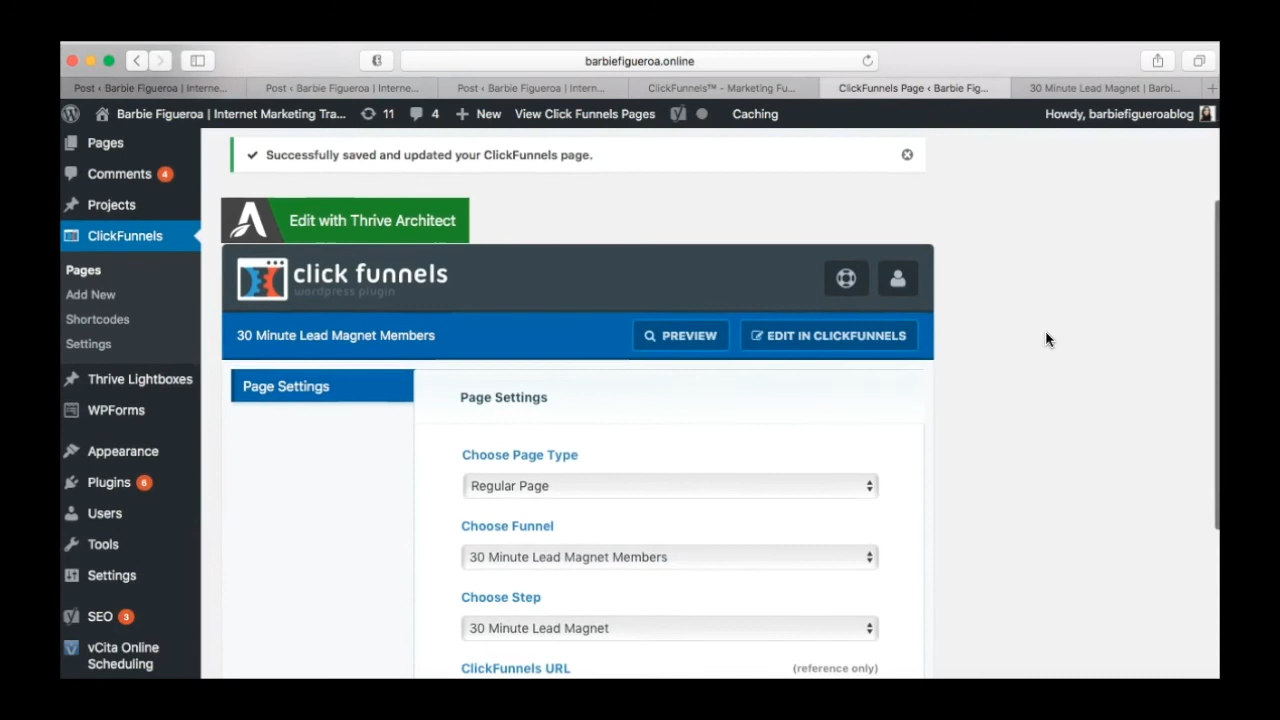 barbiefigueroa.online
Post ‹ Barbie Figueroa | Interne...
Post ‹ Barbie Figueroa | Interne...
Post ‹ Barbie Figueroa | Intern...
ClickFunnels™ - Marketing Fu...
ClickFunnels Page ‹ Barbie Fig...
30 Minute Lead Magnet | Barbi...
Barbie Figueroa | Internet Marketing Tra...
11
4
New
View Click Funnels Pages
Caching
Howdy, barbiefigueroablog
Pages
Comments 4
Projects
ClickFunnels
Pages
Add New
Shortcodes
Settings
Thrive Lightboxes
WPForms
Appearance
Plugins 6
Users
Tools
Settings
SEO 3
vCita Online
Scheduling
Successfully saved and updated your ClickFunnels page.
Edit with Thrive Architect
click funnels
wordpress plugin
30 Minute Lead Magnet Members
PREVIEW
EDIT IN CLICKFUNNELS
Page Settings
Page Settings
Choose Page Type
Regular Page
Choose Funnel
30 Minute Lead Magnet Members
Choose Step
30 Minute Lead Magnet
ClickFunnels URL (reference only)